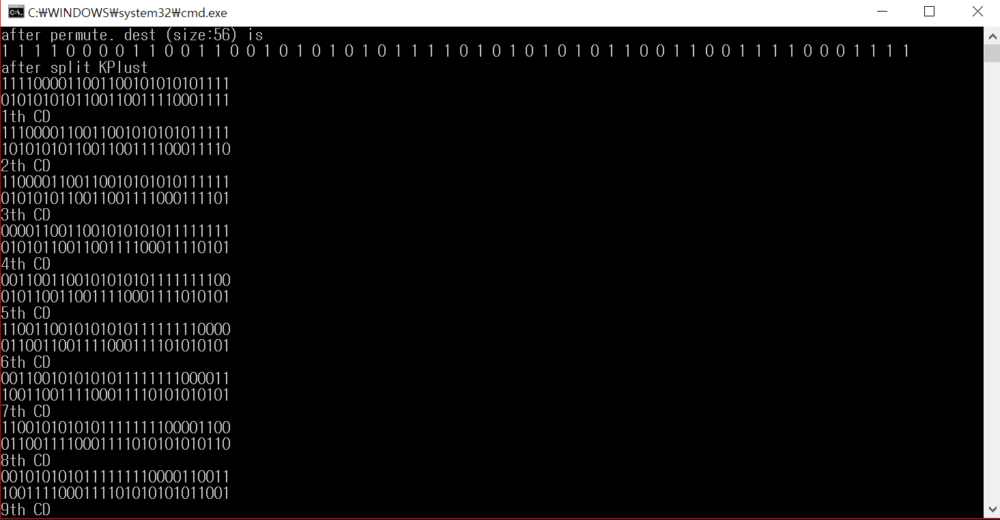 C:₩WINDOWS₩system32₩cmd.exe
after permute. dest (size:56) is
1 1 1 1 0 0 0 0 1 1 0 0 1 1 0 0 1 0 1 0 1 0 1 0 1 1 1 1 0 1 0 1 0 1 0 1 0 1 1 0 0 1 1 0 0 1 1 1 1 0 0 0 1 1 1 1
after split KPlust
1111000011001100101010101111
0101010101100110011110001111
1th CD
1110000110011001010101011111
1010101011001100111100011110
2th CD
1100001100110010101010111111
0101010110011001111000111101
3th CD
0000110011001010101011111111
0101011001100111100011110101
4th CD
0011001100101010101111111100
0101100110011110001111010101
5th CD
1100110010101010111111110000
0110011001111000111101010101
6th CD
0011001010101011111111000011
1001100111100011110101010101
7th CD
1100101010101111111100001100
0110011110001111010101010110
8th CD
0010101010111111110000110011
1001111000111101010101011001
9th CD